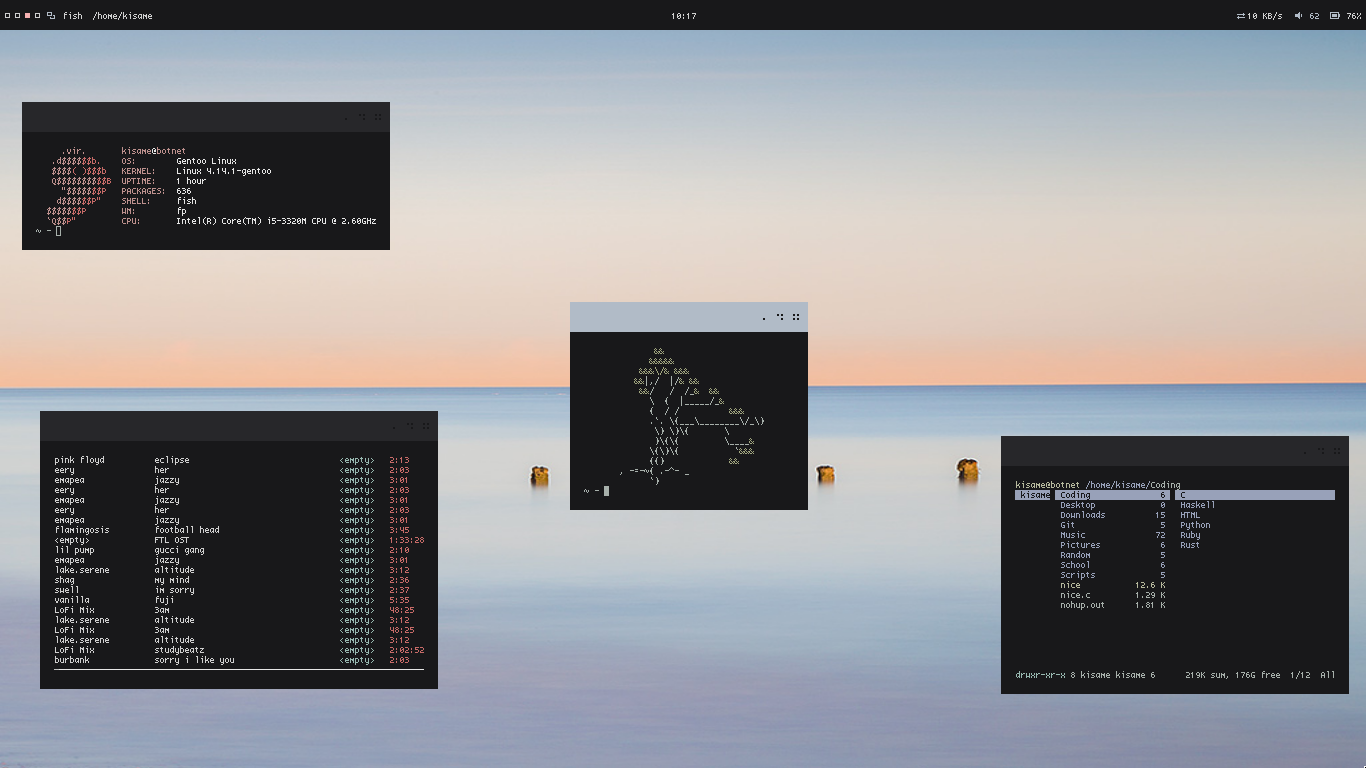 fish /home/kisame
10:17
10 KB/s 62 76%
kisame@botnet
OS: Gentoo Linux
KERNEL: Linux 4.14.1-gentoo
UPTIME: 1 hour
PACKAGES: 636
SHELL: fish
WM: fp
CPU: Intel(R) Core(TM) i5-3320M CPU @ 2.60GHz
~ -
pink floyd eclipse <empty> 2:13
eery her <empty> 2:03
emapea jazzy <empty> 3:01
eery her <empty> 2:03
emapea jazzy <empty> 3:01
eery her <empty> 2:03
emapea jazzy <empty> 3:01
flamingosis football head <empty> 3:45
<empty> FTL OST <empty> 1:33:28
lil pump gucci gang <empty> 2:10
emapea jazzy <empty> 3:01
lake.serene altitude <empty> 3:12
shag my mind <empty> 2:36
swell im sorry <empty> 2:37
vanilla fuji <empty> 5:35
LoFi Mix 3am <empty> 48:25
lake.serene altitude <empty> 3:12
LoFi Mix 3am <empty> 48:25
lake.serene altitude <empty> 3:12
LoFi Mix studybeatz <empty> 2:02:52
burbank sorry i like you <empty> 2:03
~ -
kisame@botnet /home/kisame/Coding
kisame Coding 6 C
Desktop 0 Haskell
Downloads 15 HTML
Git 5 Python
Music 72 Ruby
Pictures 6 Rust
Random 5
School 6
Scripts 5
nice 12.6 K
nice.c 1.29 K
nohup.out 1.81 K
drwxr-xr-x 8 kisame kisame 6 219K sum, 176G free 1/12 All